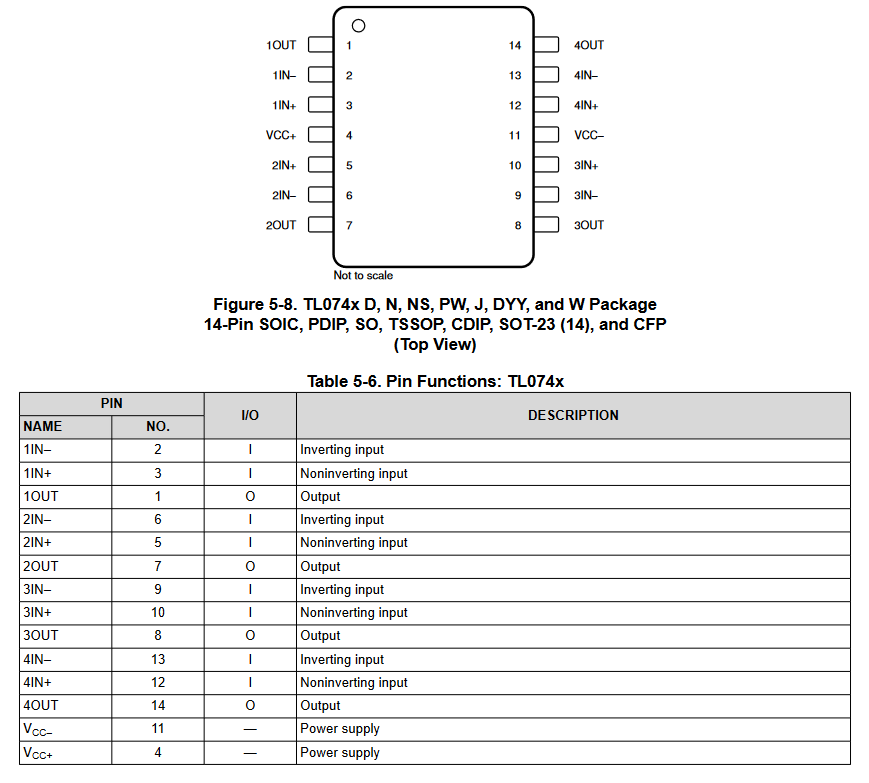 1OUT 1 14 4OUT
1IN– 2 13 4IN–
1IN+ 3 12 4IN+
VCC+ 4 11 VCC–
2IN+ 5 10 3IN+
2IN– 6 9 3IN–
2OUT 7 8 3OUT
Not to scale
Figure 5-8. TL074x D, N, NS, PW, J, DYY, and W Package
14-Pin SOIC, PDIP, SO, TSSOP, CDIP, SOT-23 (14), and CFP
(Top View)
Table 5-6. Pin Functions: TL074x
PIN I/O DESCRIPTION
NAME NO.
1IN– 2 I Inverting input
1IN+ 3 I Noninverting input
1OUT 1 O Output
2IN– 6 I Inverting input
2IN+ 5 I Noninverting input
2OUT 7 O Output
3IN– 9 I Inverting input
3IN+ 10 I Noninverting input
3OUT 8 O Output
4IN– 13 I Inverting input
4IN+ 12 I Noninverting input
4OUT 14 O Output
VCC– 11 — Power supply
VCC+ 4 — Power supply